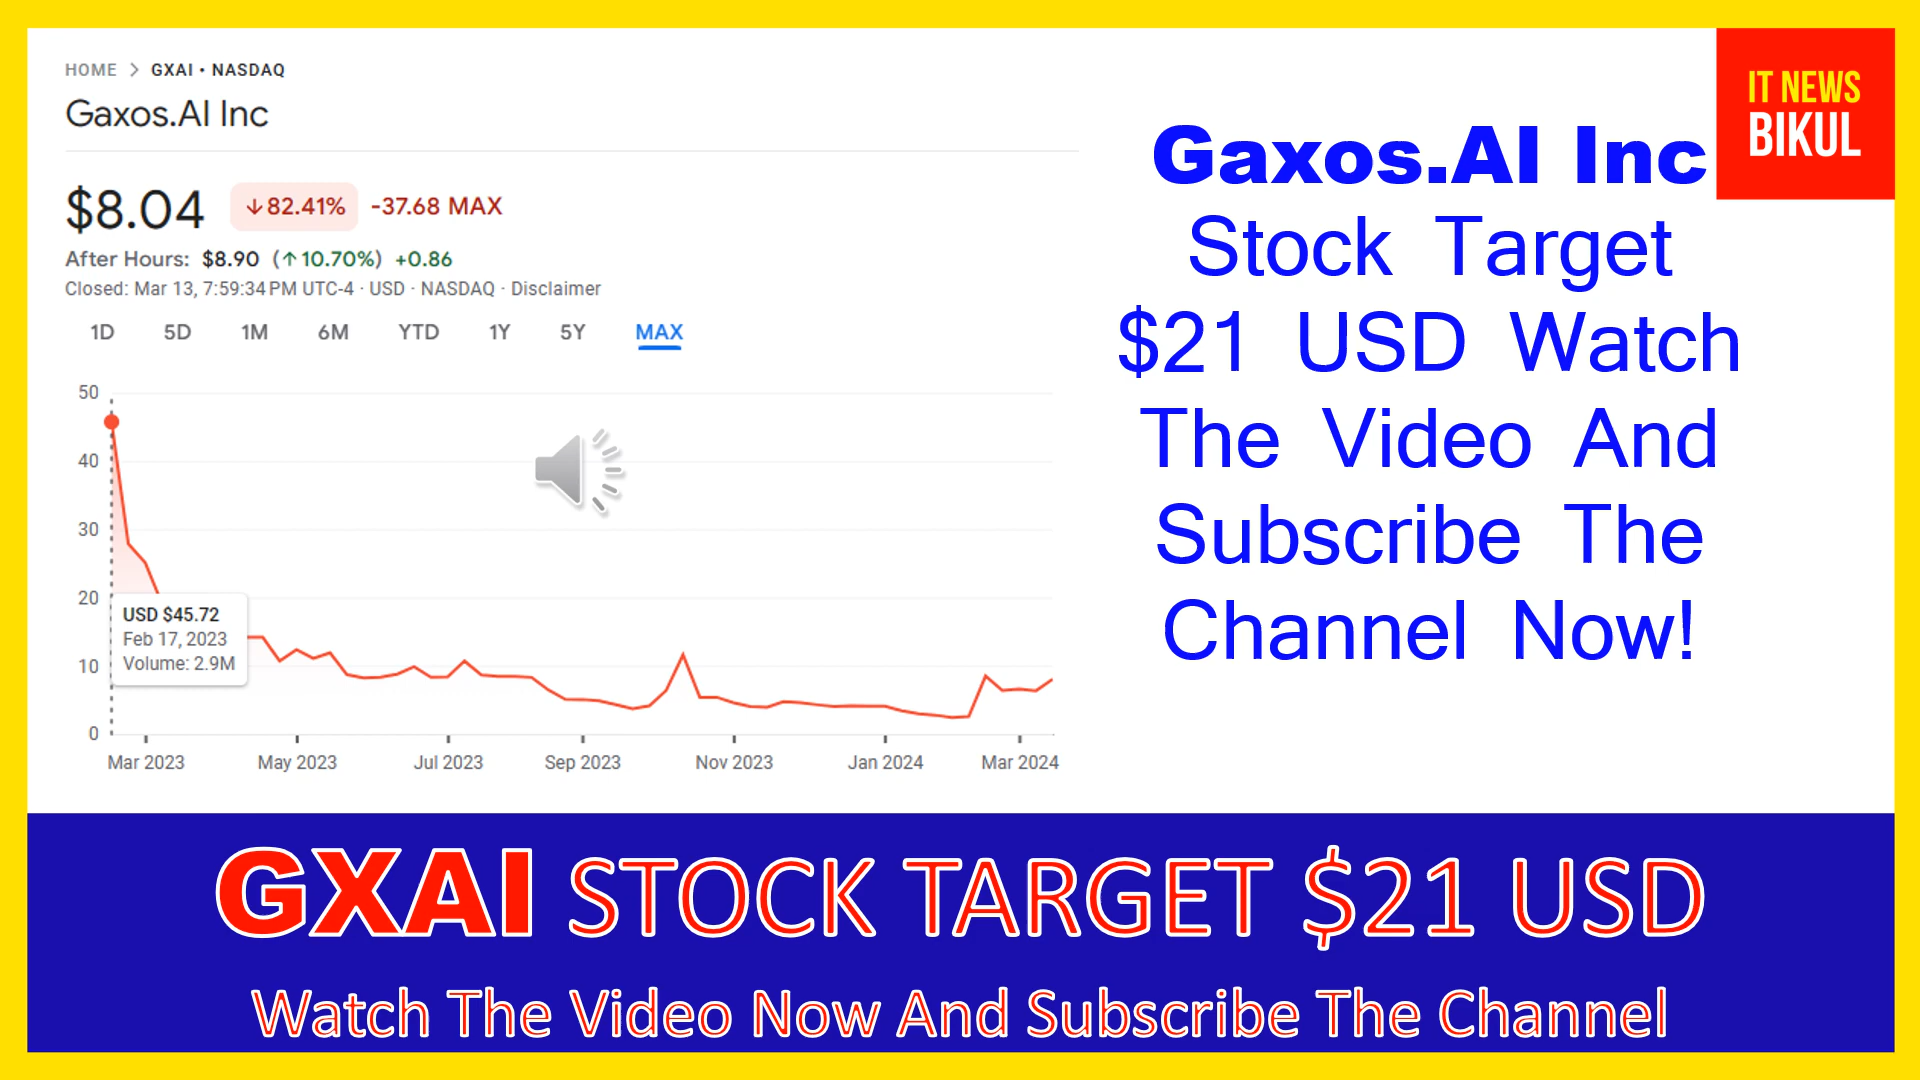 HOME > GXAI • NASDAQ
Gaxos.AI Inc
$8.04 ↓82.41% -37.68 MAX
After Hours: $8.90 (↑10.70%) +0.86
Closed: Mar 13, 7:59:34 PM UTC-4 · USD · NASDAQ · Disclaimer
1D 5D 1M 6M YTD 1Y 5Y MAX
50
40
30
20
10
0
USD $45.72
Feb 17, 2023
Volume: 2.9M
Mar 2023 May 2023 Jul 2023 Sep 2023 Nov 2023 Jan 2024 Mar 2024
IT NEWS
BIKUL
Gaxos.AI Inc
Stock Target
$21 USD Watch
The Video And
Subscribe The
Channel Now!
GXAI STOCK TARGET $21 USD
Watch The Video Now And Subscribe The Channel